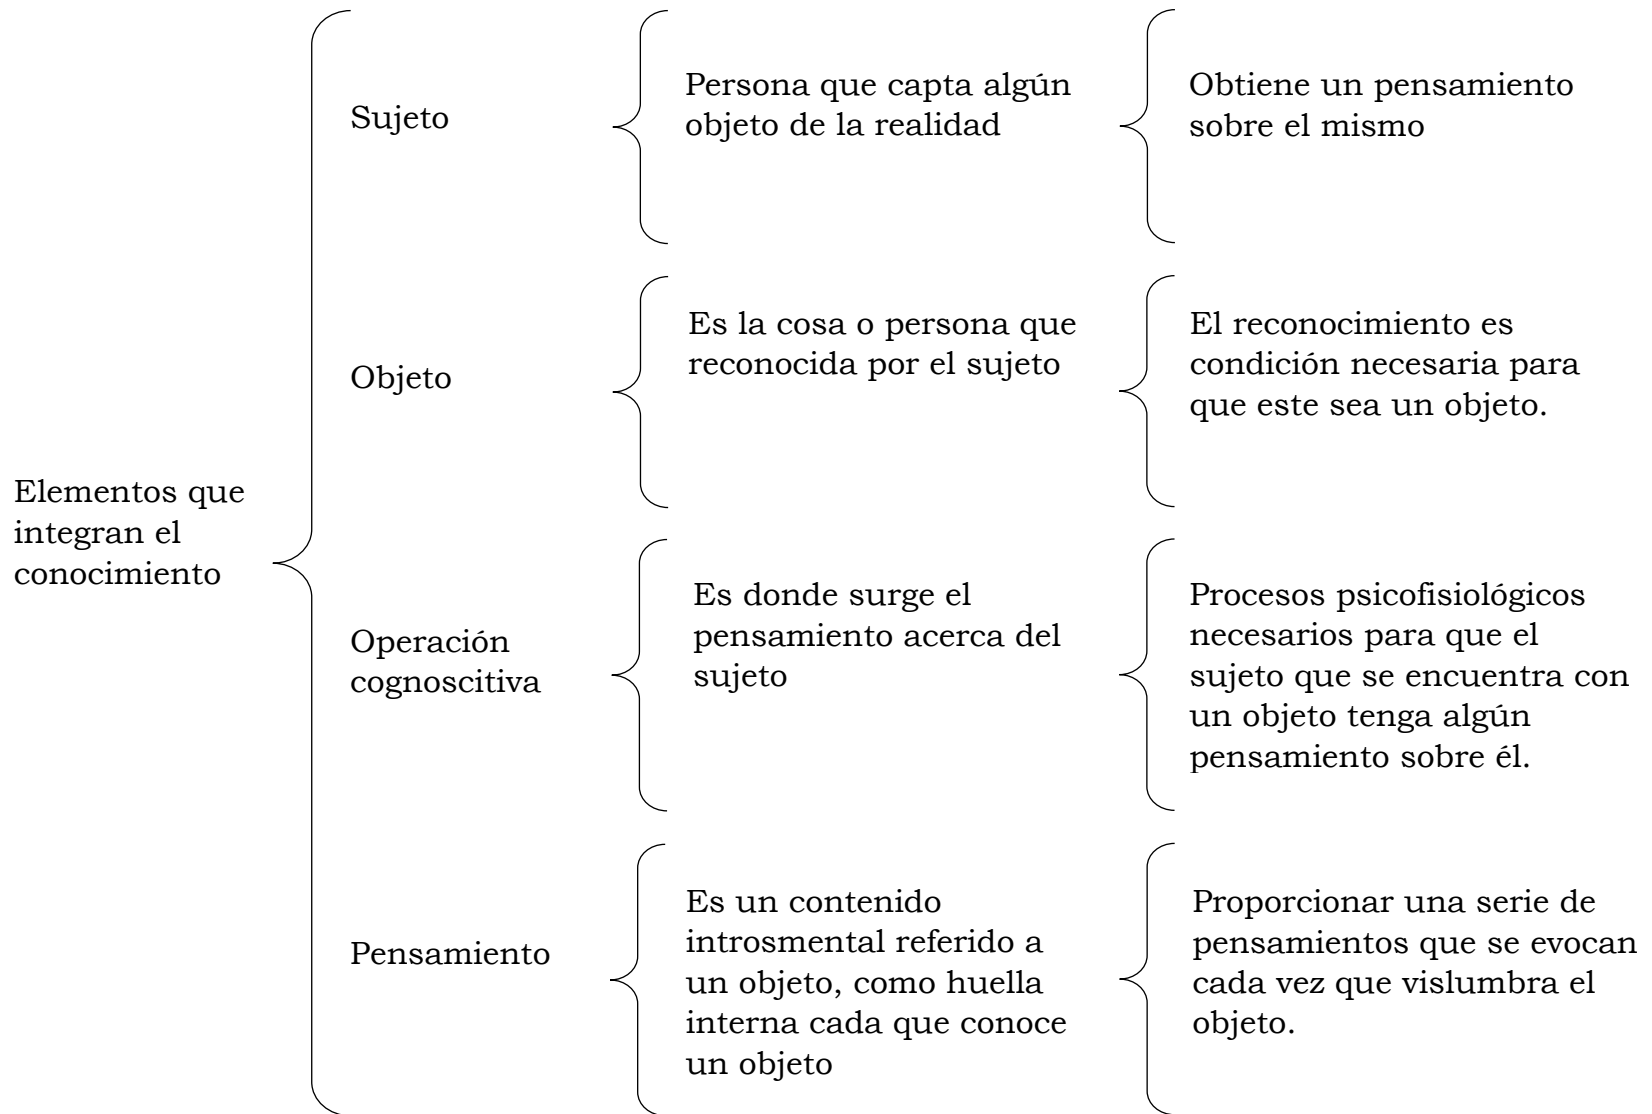 Elementos que
integran el
conocimiento
Sujeto
Persona que capta algún
objeto de la realidad
Obtiene un pensamiento
sobre el mismo
Objeto
Es la cosa o persona que
reconocida por el sujeto
El reconocimiento es
condición necesaria para
que este sea un objeto.
Operación
cognoscitiva
Es donde surge el
pensamiento acerca del
sujeto
Procesos psicofisiológicos
necesarios para que el
sujeto que se encuentra con
un objeto tenga algún
pensamiento sobre él.
Pensamiento
Es un contenido
introsmental referido a
un objeto, como huella
interna cada que conoce
un objeto
Proporcionar una serie de
pensamientos que se evocan
cada vez que vislumbra el
objeto.